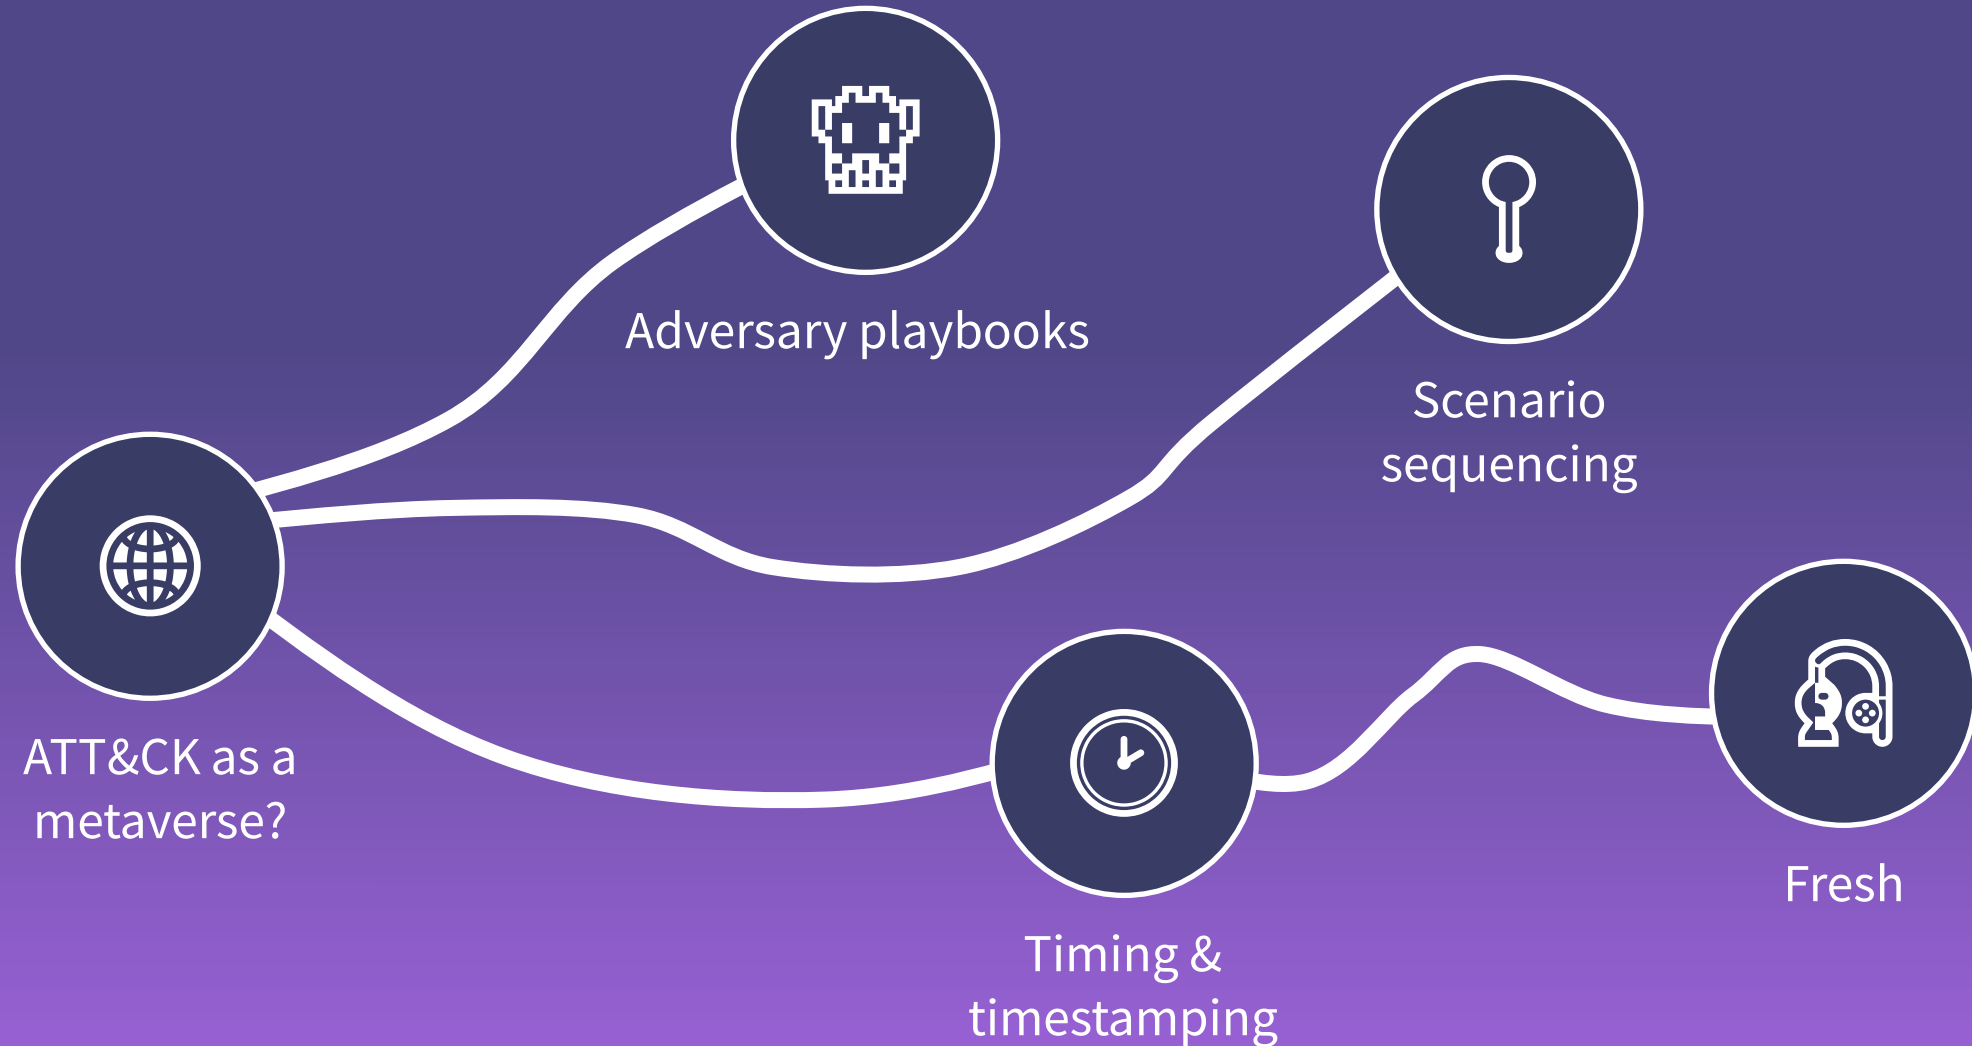 Adversary playbooks
Scenario
sequencing
ATT&CK as a
metaverse?
Fresh
Timing &
timestamping